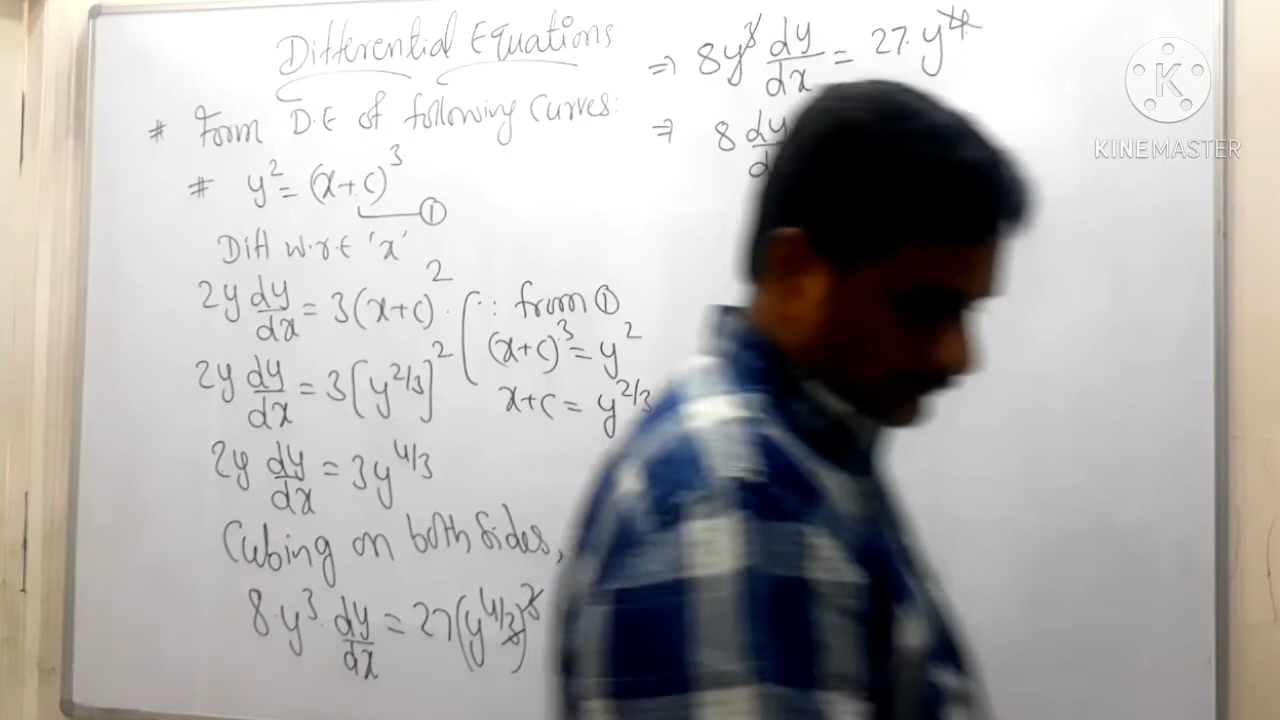 Differential Equations
# Form D.E of following Curves:
# y² = (x+c)³
①
Diff w.r.t 'x'
2y dy/dx = 3(x+c)².
2y dy/dx = 3[y^{2/3}]²
(∵ from ①
(x+c)³ = y²
x+c = y^{2/3}
2y dy/dx = 3y^{4/3}
Cubing on both sides,
8.y³. dy/dx = 27(y^{4/3})³
⇒ 8y³ dy/dx = 27.y⁴
⇒ 8 dy
K
KINEMASTER